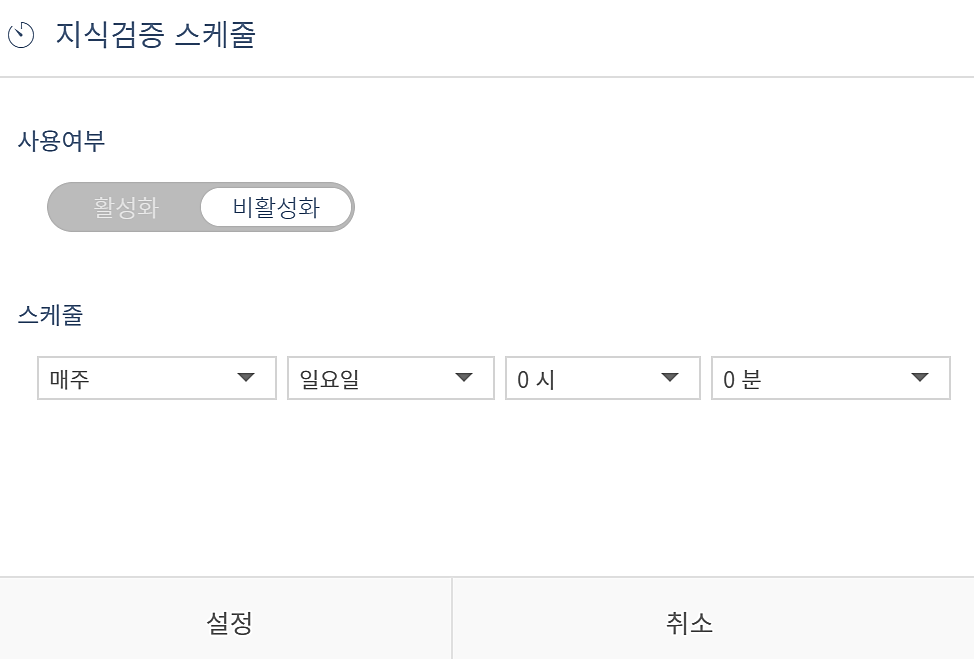 지식검증 스케줄
사용여부
활성화 비활성화
스케줄
매주 일요일 0 시 0 분
설정 취소